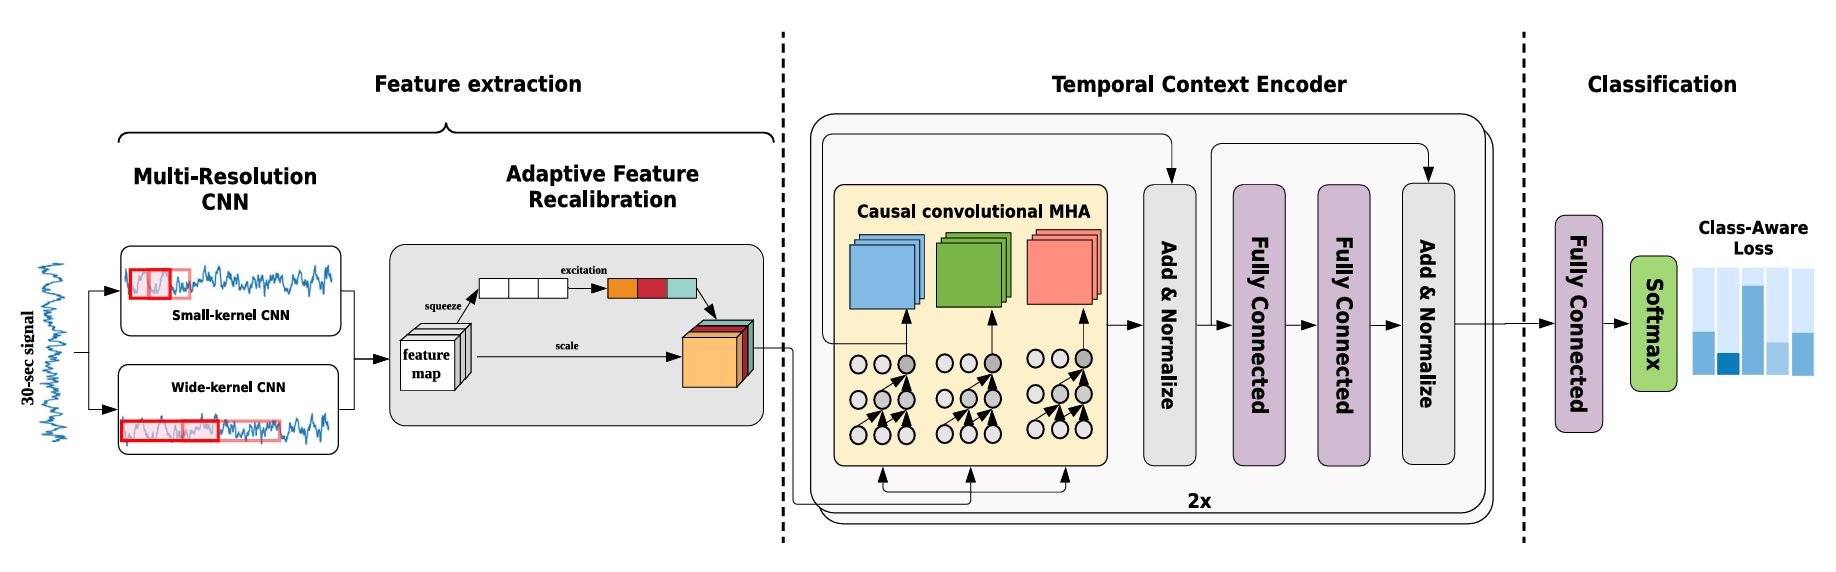 Feature extraction
Temporal Context Encoder
Classification
Multi-Resolution
CNN
Adaptive Feature
Recalibration
30-sec signal
Small-kernel CNN
Wide-kernel CNN
squeeze
excitation
scale
feature
map
Causal convolutional MHA
Add & Normalize
Fully Connected
Fully Connected
Add & Normalize
2x
Fully Connected
Softmax
Class-Aware
Loss